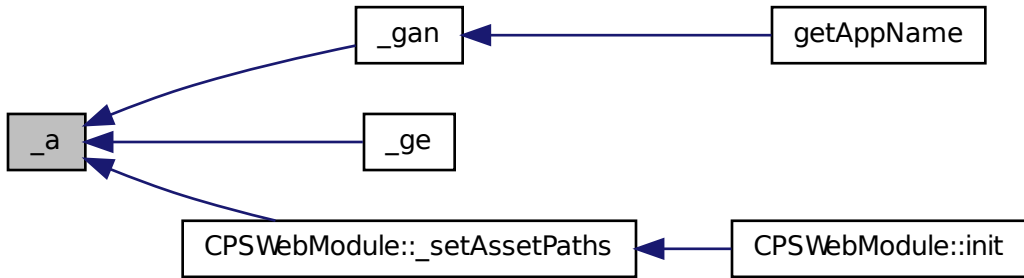 _gan
getAppName
_a
_ge
CPSWebModule::_setAssetPaths
CPSWebModule::init